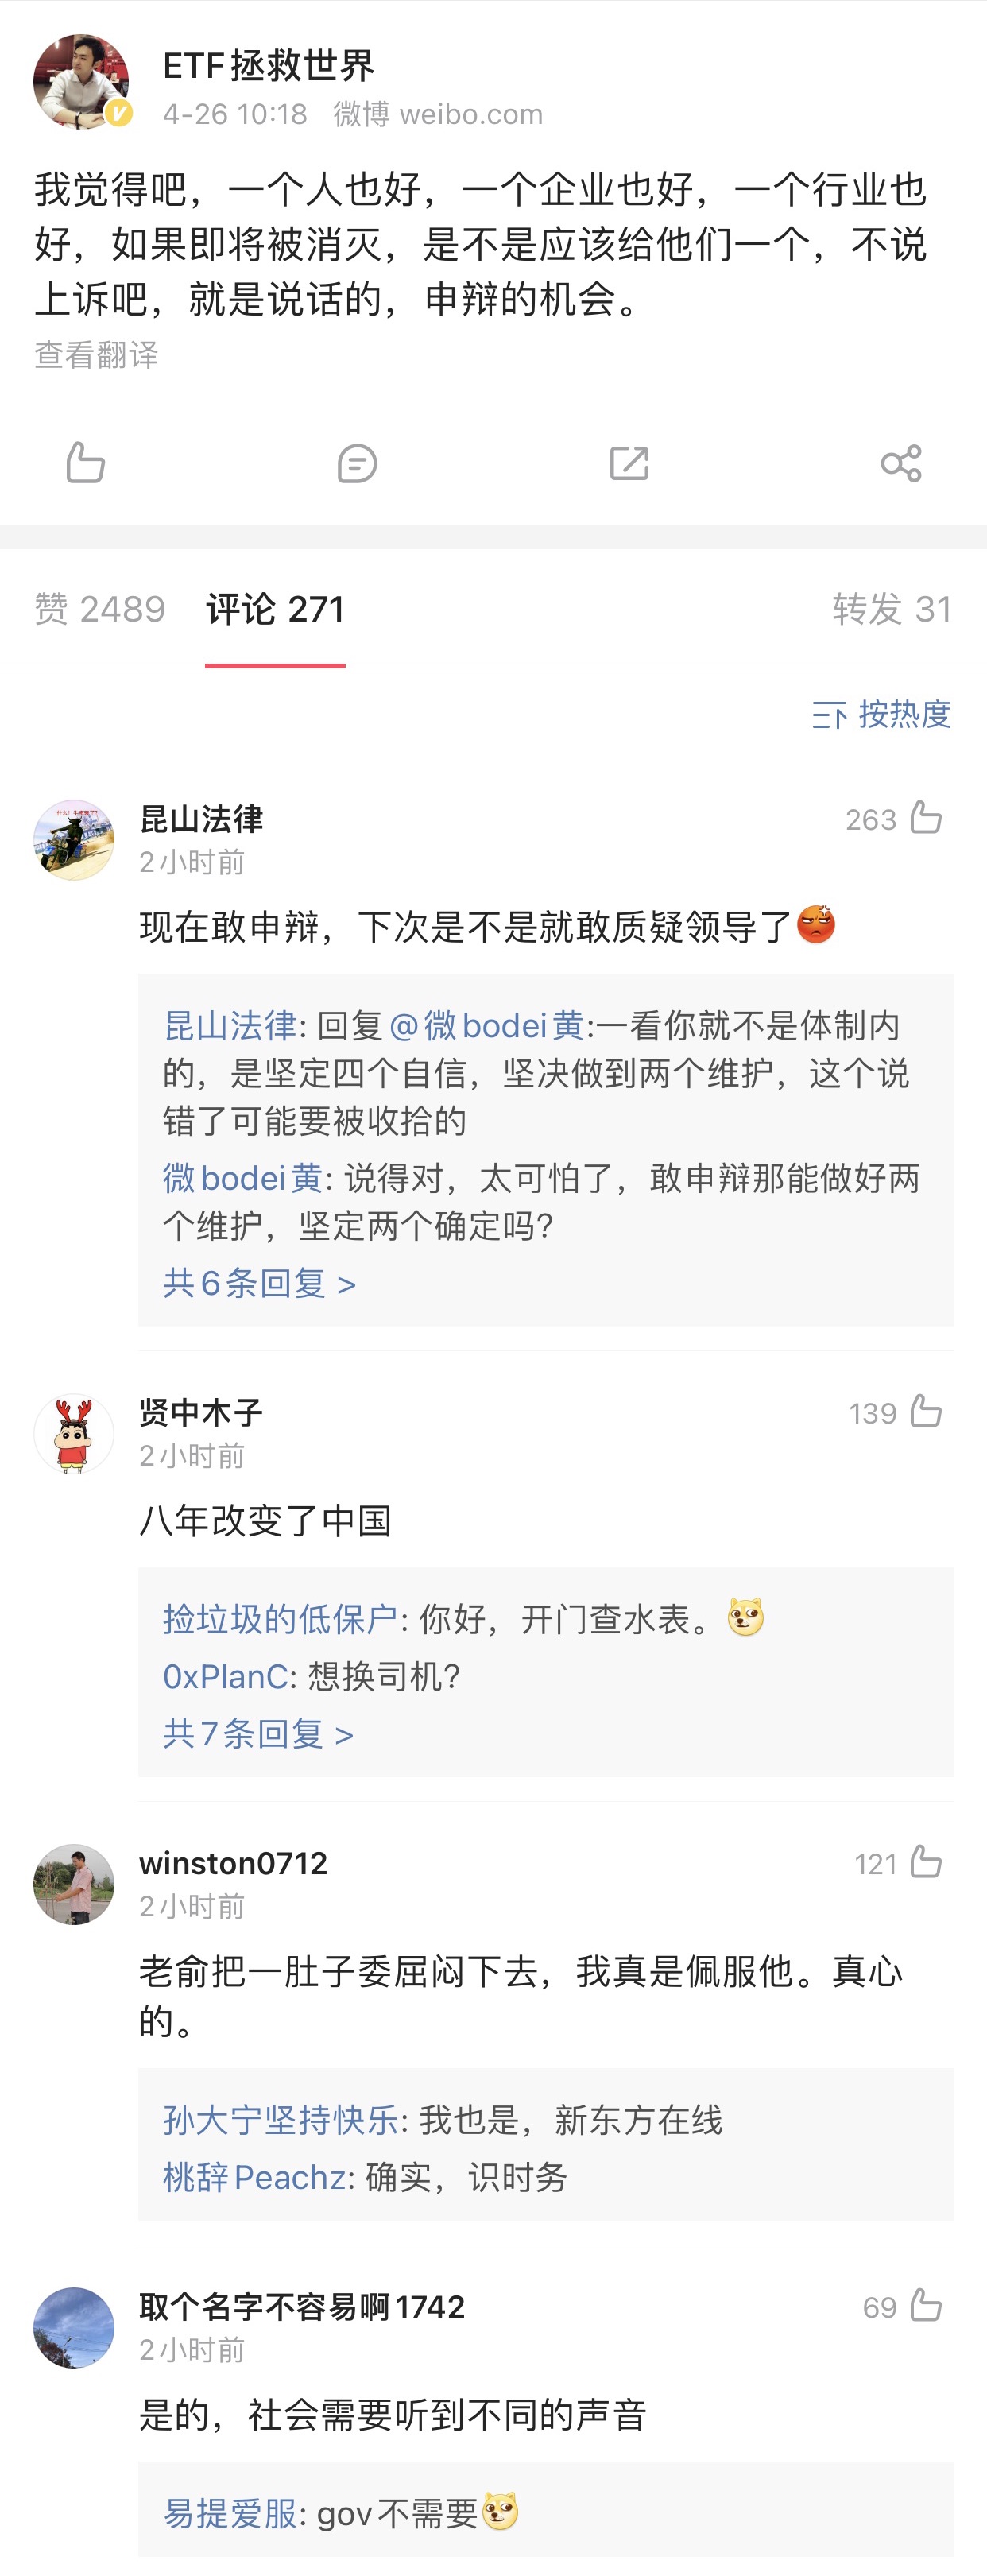 ETF拯救世界
4-26 10:18 微博 weibo.com
我觉得吧，一个人也好，一个企业也好，一个行业也
好，如果即将被消灭，是不是应该给他们一个，不说
上诉吧，就是说话的，申辩的机会。
查看翻译
赞 2489 评论 271 转发 31
按热度
昆山法律 263
2小时前
现在敢申辩，下次是不是就敢质疑领导了
昆山法律: 回复@微bodei黄:一看你就不是体制内
的，是坚定四个自信，坚决做到两个维护，这个说
错了可能要被收拾的
微bodei黄: 说得对，太可怕了，敢申辩那能做好两
个维护，坚定两个确定吗?
共6条回复 >
贤中木子 139
2小时前
八年改变了中国
捡垃圾的低保户: 你好，开门查水表。
0xPlanC: 想换司机?
共7条回复 >
winston0712 121
2小时前
老俞把一肚子委屈闷下去，我真是佩服他。真心
的。
孙大宁坚持快乐: 我也是，新东方在线
桃辞Peachz: 确实，识时务
取个名字不容易啊1742 69
2小时前
是的，社会需要听到不同的声音
易提爱服: gov不需要